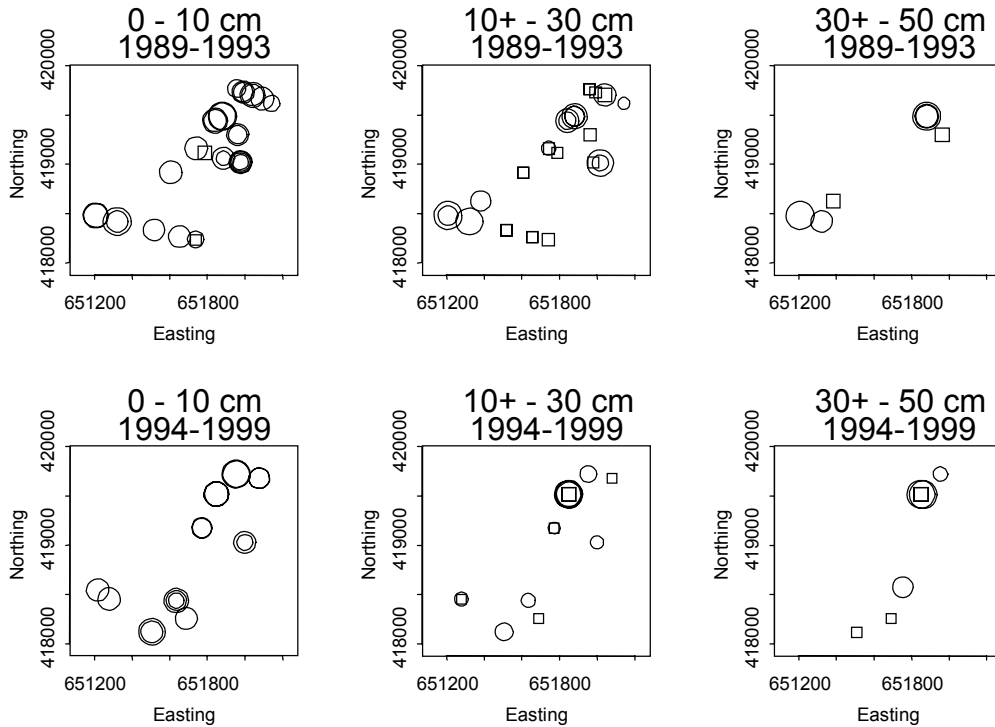 0 - 10 cm
1989-1993
420000
419000
418000
Northing
651200 651800
Easting
10+ - 30 cm
1989-1993
420000
419000
418000
Northing
651200 651800
Easting
30+ - 50 cm
1989-1993
420000
419000
418000
Northing
651200 651800
Easting
0 - 10 cm
1994-1999
420000
419000
418000
Northing
651200 651800
Easting
10+ - 30 cm
1994-1999
420000
419000
418000
Northing
651200 651800
Easting
30+ - 50 cm
1994-1999
420000
419000
418000
Northing
651200 651800
Easting